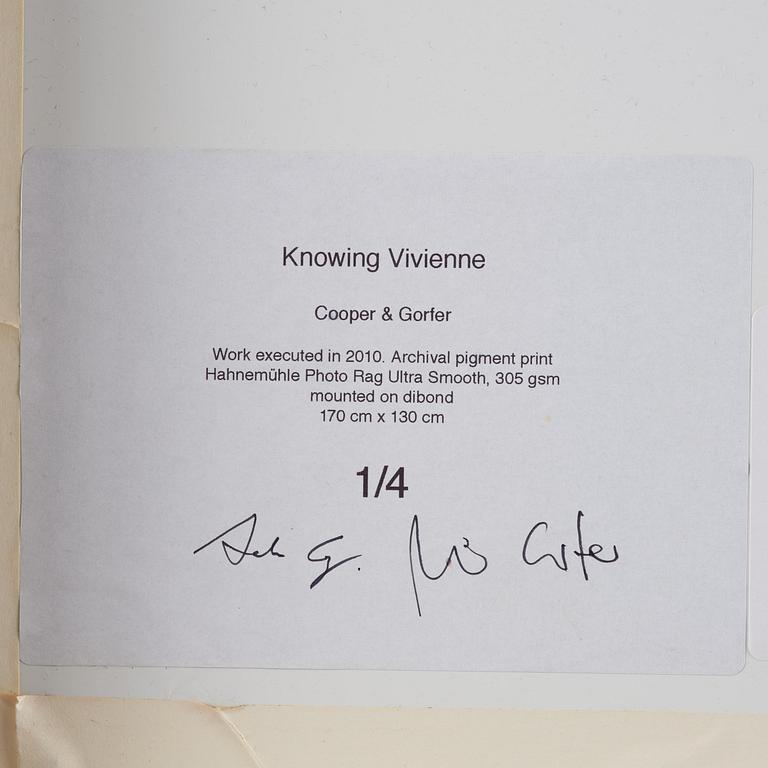 Knowing Vivienne
Cooper & Gorfer
Work executed in 2010. Archival pigment print
Hahnemühle Photo Rag Ultra Smooth, 305 gsm
mounted on dibond
170 cm x 130 cm
1/4
Gorfer